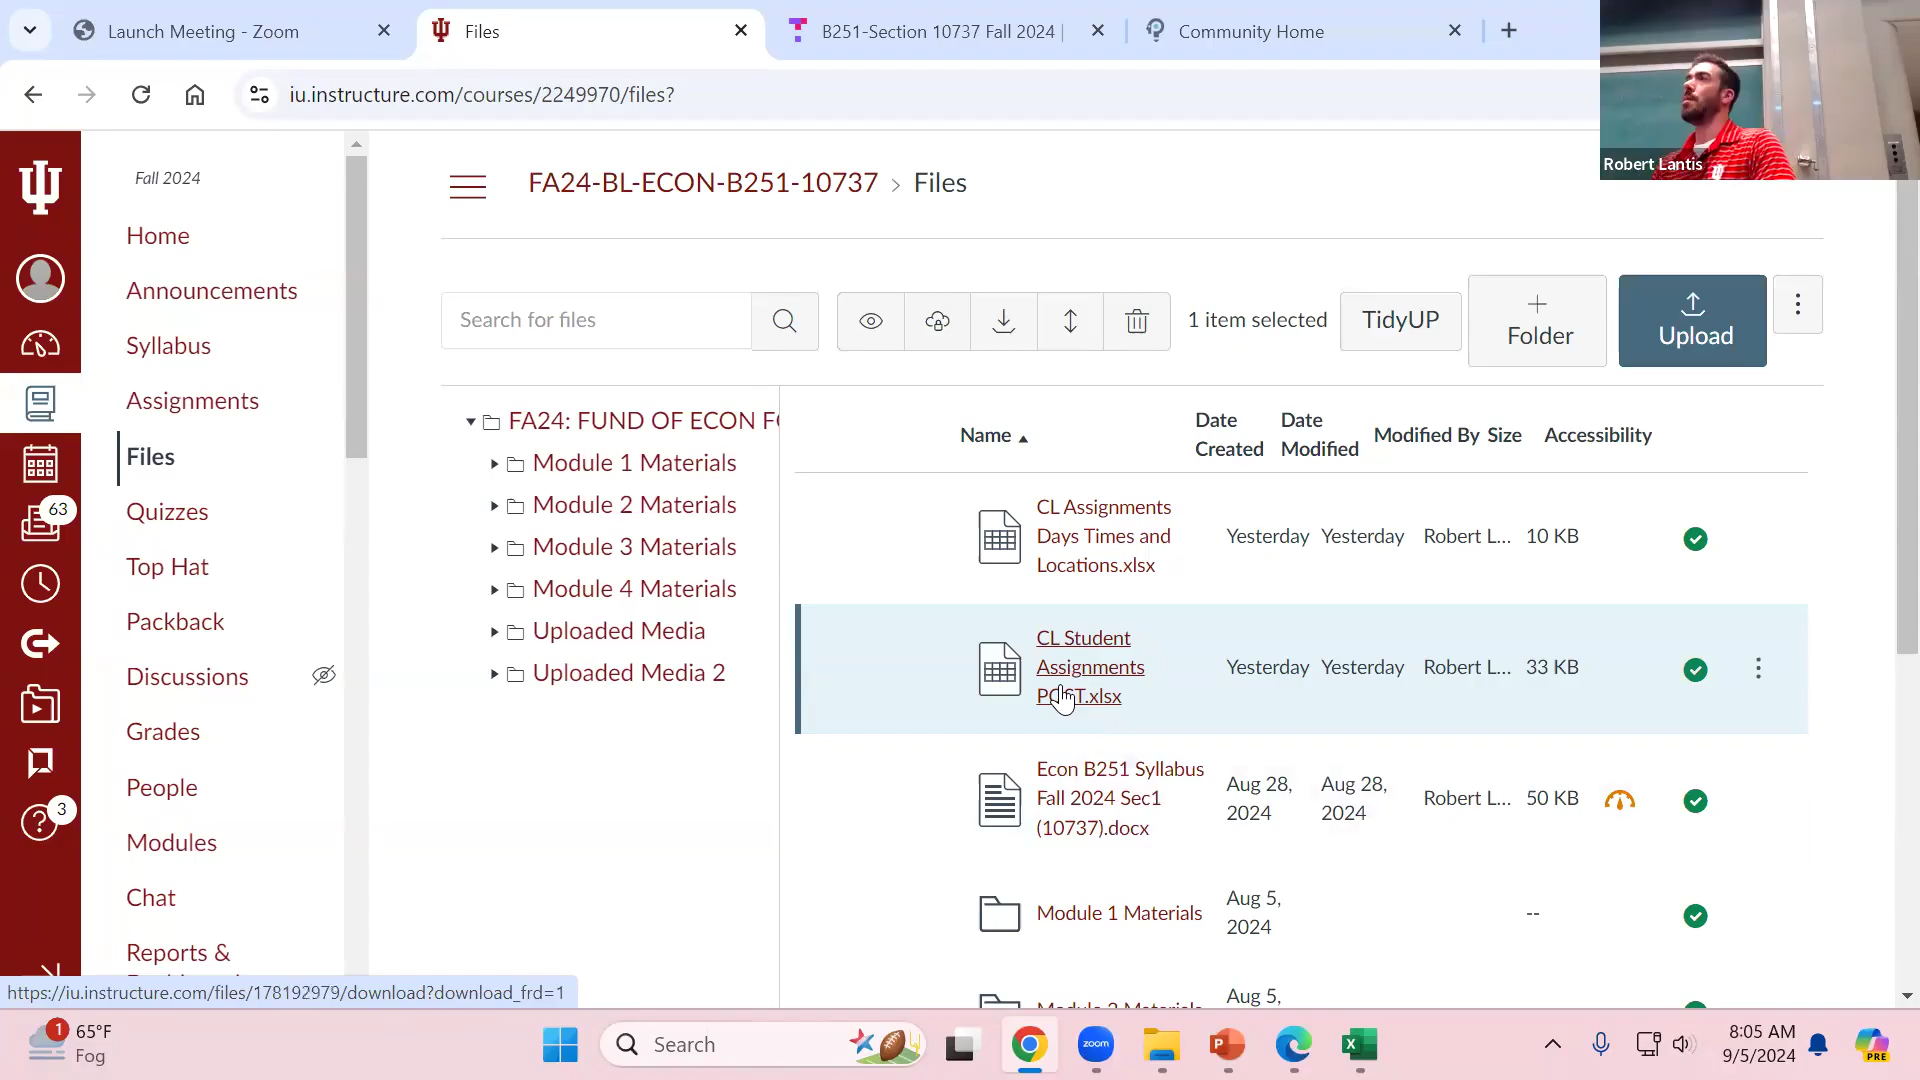 Launch Meeting - Zoom
Files
B251-Section 10737 Fall 2024 |
Community Home
iu.instructure.com/courses/2249970/files?
Robert Lantis
Fall 2024
Home
Announcements
Syllabus
Assignments
Files
Quizzes
Top Hat
Packback
Discussions
Grades
People
Modules
Chat
Reports &
63
3
FA24-BL-ECON-B251-10737 > Files
Search for files
1 item selected
TidyUP
Folder
Upload
FA24: FUND OF ECON F
Module 1 Materials
Module 2 Materials
Module 3 Materials
Module 4 Materials
Uploaded Media
Uploaded Media 2
Name
Date Created
Date Modified
Modified By
Size
Accessibility
CL Assignments
Days Times and
Locations.xlsx
Yesterday
Yesterday
Robert L...
10 KB
CL Student
Assignments
POST.xlsx
Yesterday
Yesterday
Robert L...
33 KB
Econ B251 Syllabus
Fall 2024 Sec1
(10737).docx
Aug 28,
2024
Aug 28,
2024
Robert L...
50 KB
Module 1 Materials
Aug 5,
2024
--
Module 2 Materials
Aug 5,
https://iu.instructure.com/files/178192979/download?download_frd=1
1
65°F
Fog
Search
zoom
PRE
8:05 AM
9/5/2024